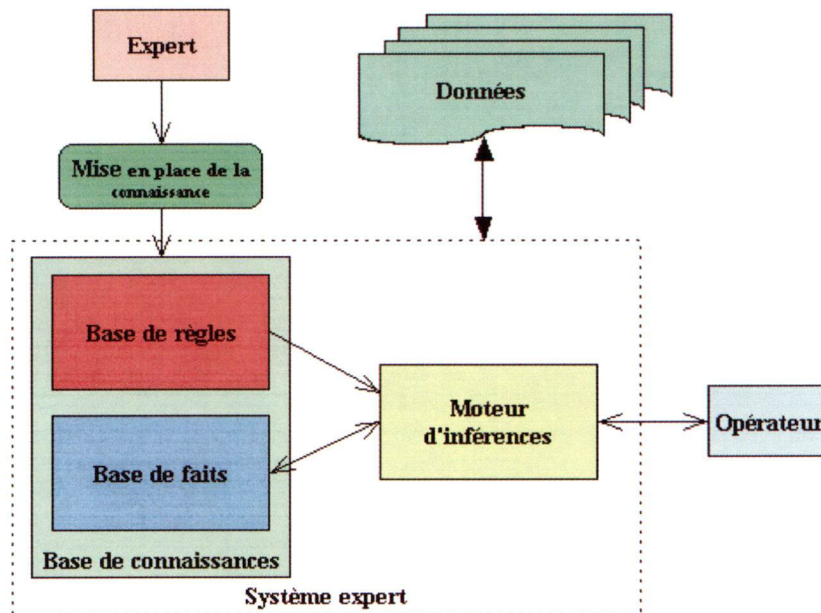 Expert
Données
Mise en place de la
connaissance
Base de règles
Moteur
d'inférences
Opérateur
Base de faits
Base de connaissances
Système expert